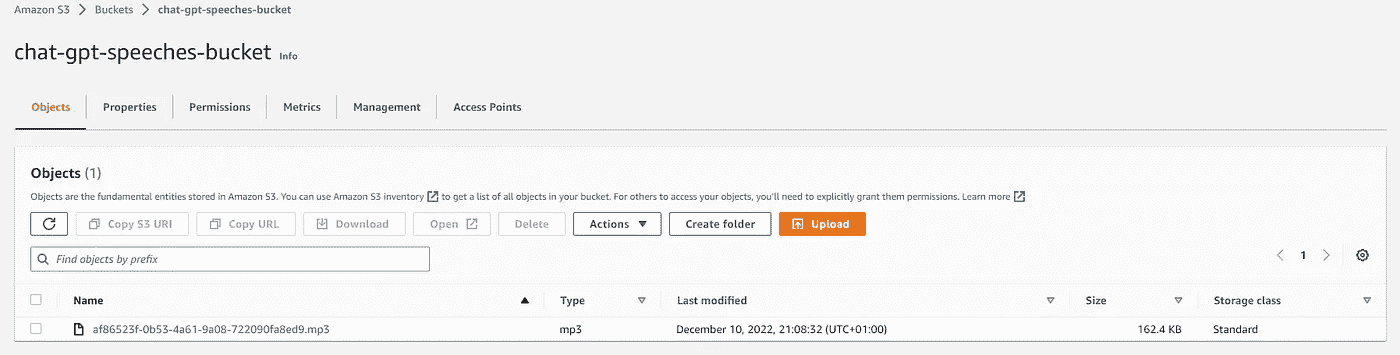 Amazon S3 > Buckets > chat-gpt-speeches-bucket
chat-gpt-speeches-bucket Info
Objects Properties Permissions Metrics Management Access Points
Objects (1)
Objects are the fundamental entities stored in Amazon S3. You can use Amazon S3 inventory to get a list of all objects in your bucket. For others to access your objects, you'll need to explicitly grant them permissions. Learn more
Copy S3 URI Copy URL Download Open Delete Actions Create folder Upload
Find objects by prefix 1
Name Type Last modified Size Storage class
af86523f-0b53-4a61-9a08-722090fa8ed9.mp3 mp3 December 10, 2022, 21:08:32 (UTC+01:00) 162.4 KB Standard